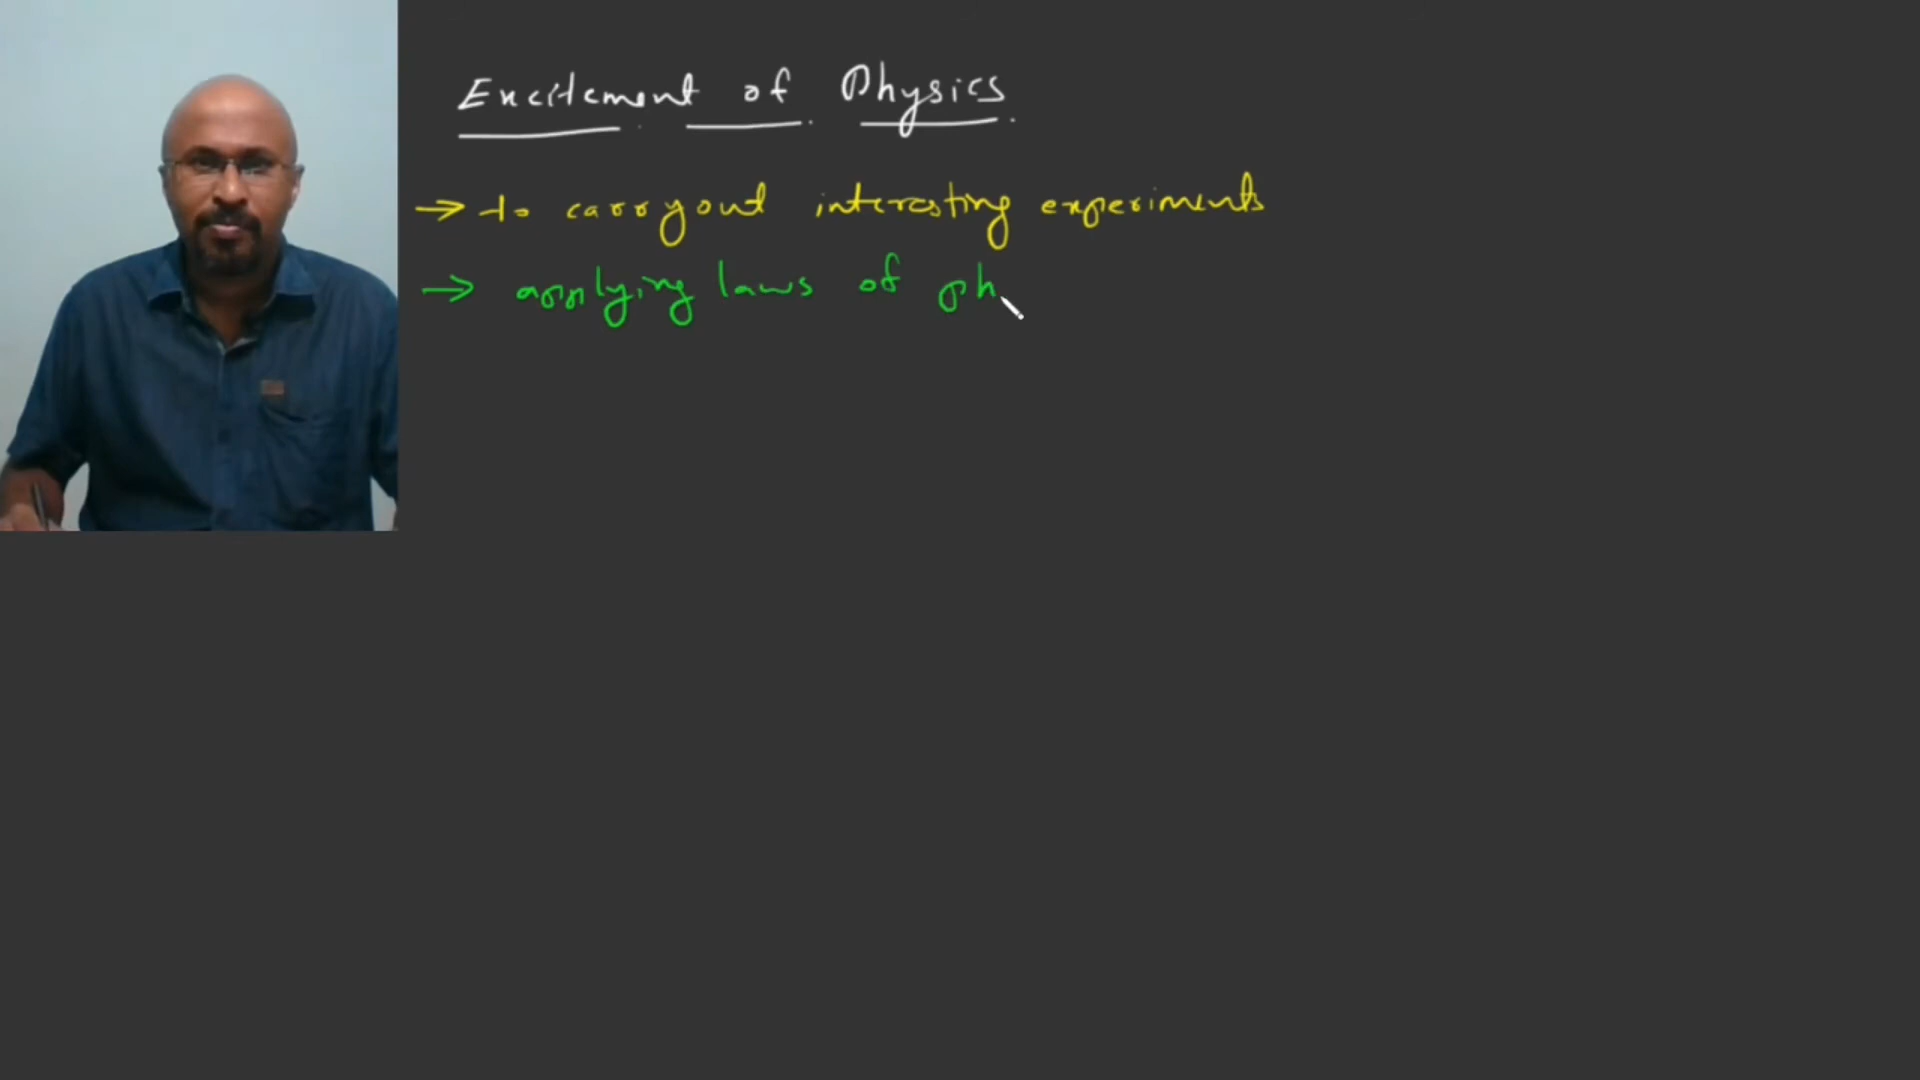 Excitement of Physics
→ to carryout interesting experiments
→ applying laws of ph